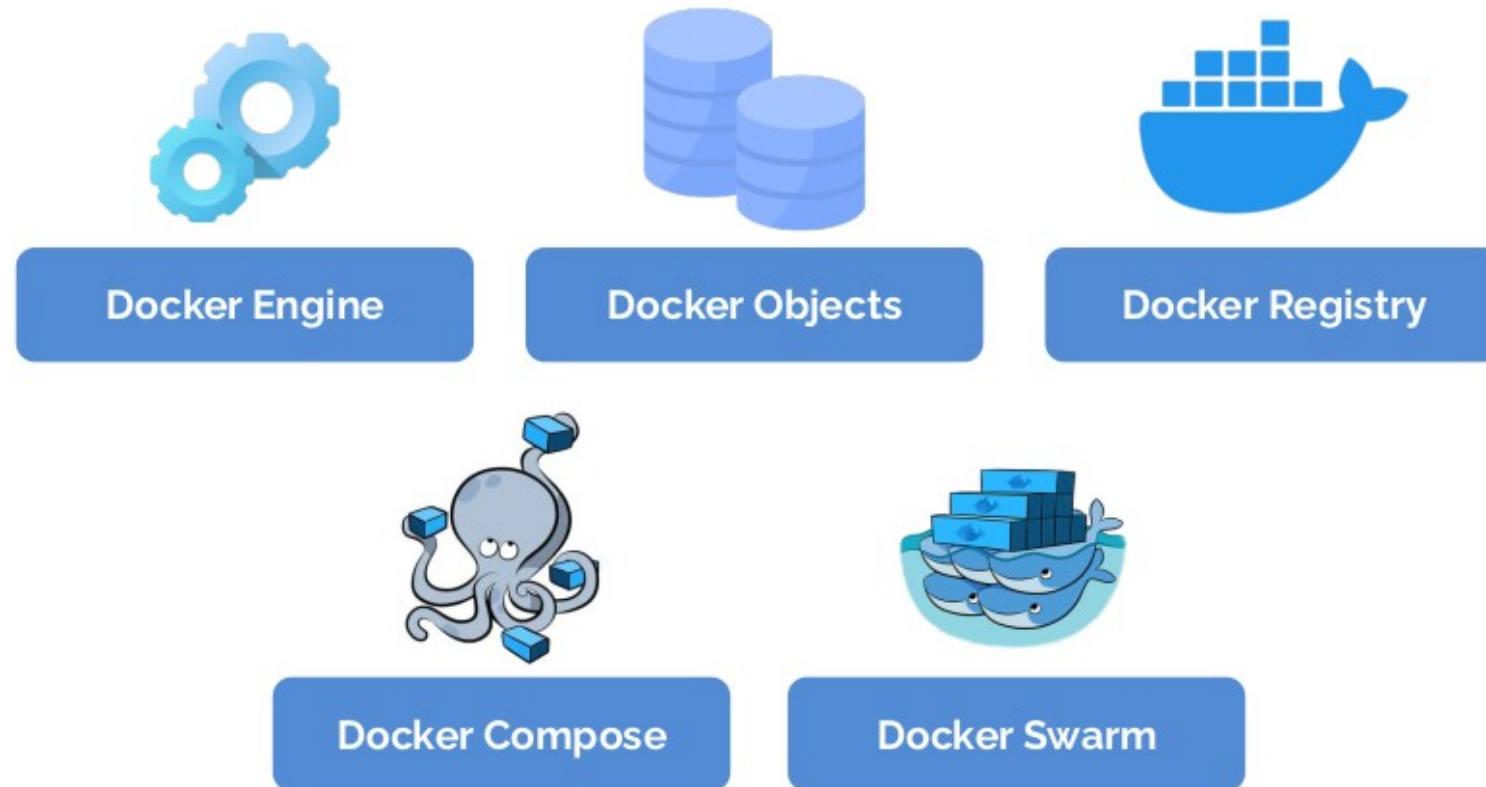 Docker Engine
Docker Objects
Docker Registry
Docker Compose
Docker Swarm